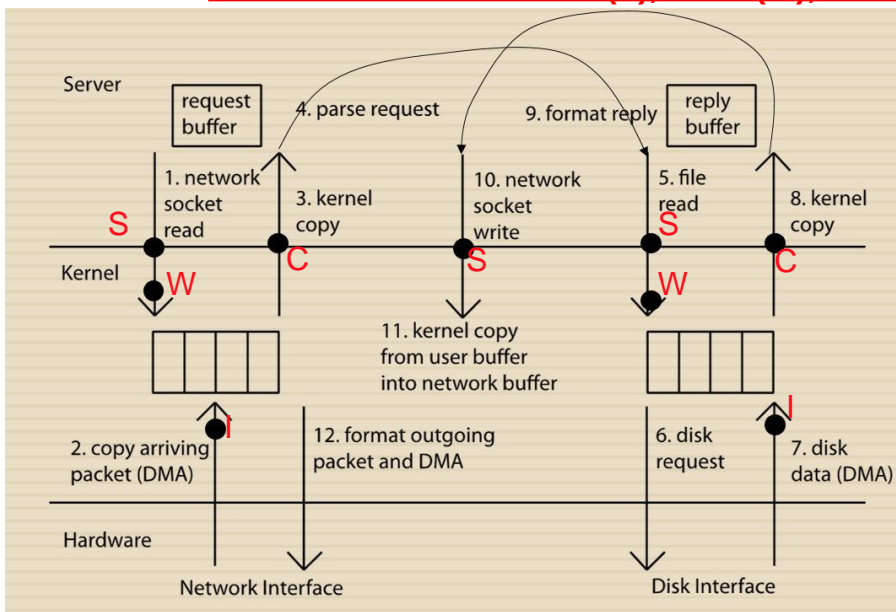 Server
request
buffer
4. parse request
9. format reply
reply
buffer
1. network
socket
read
3. kernel
copy
10. network
socket
write
5. file
read
8. kernel
copy
S
C
S
S
C
Kernel
W
W
11. kernel copy
from user buffer
into network buffer
I
I
2. copy arriving
packet (DMA)
12. format outgoing
packet and DMA
6. disk
request
7. disk
data (DMA)
Hardware
Network Interface
Disk Interface